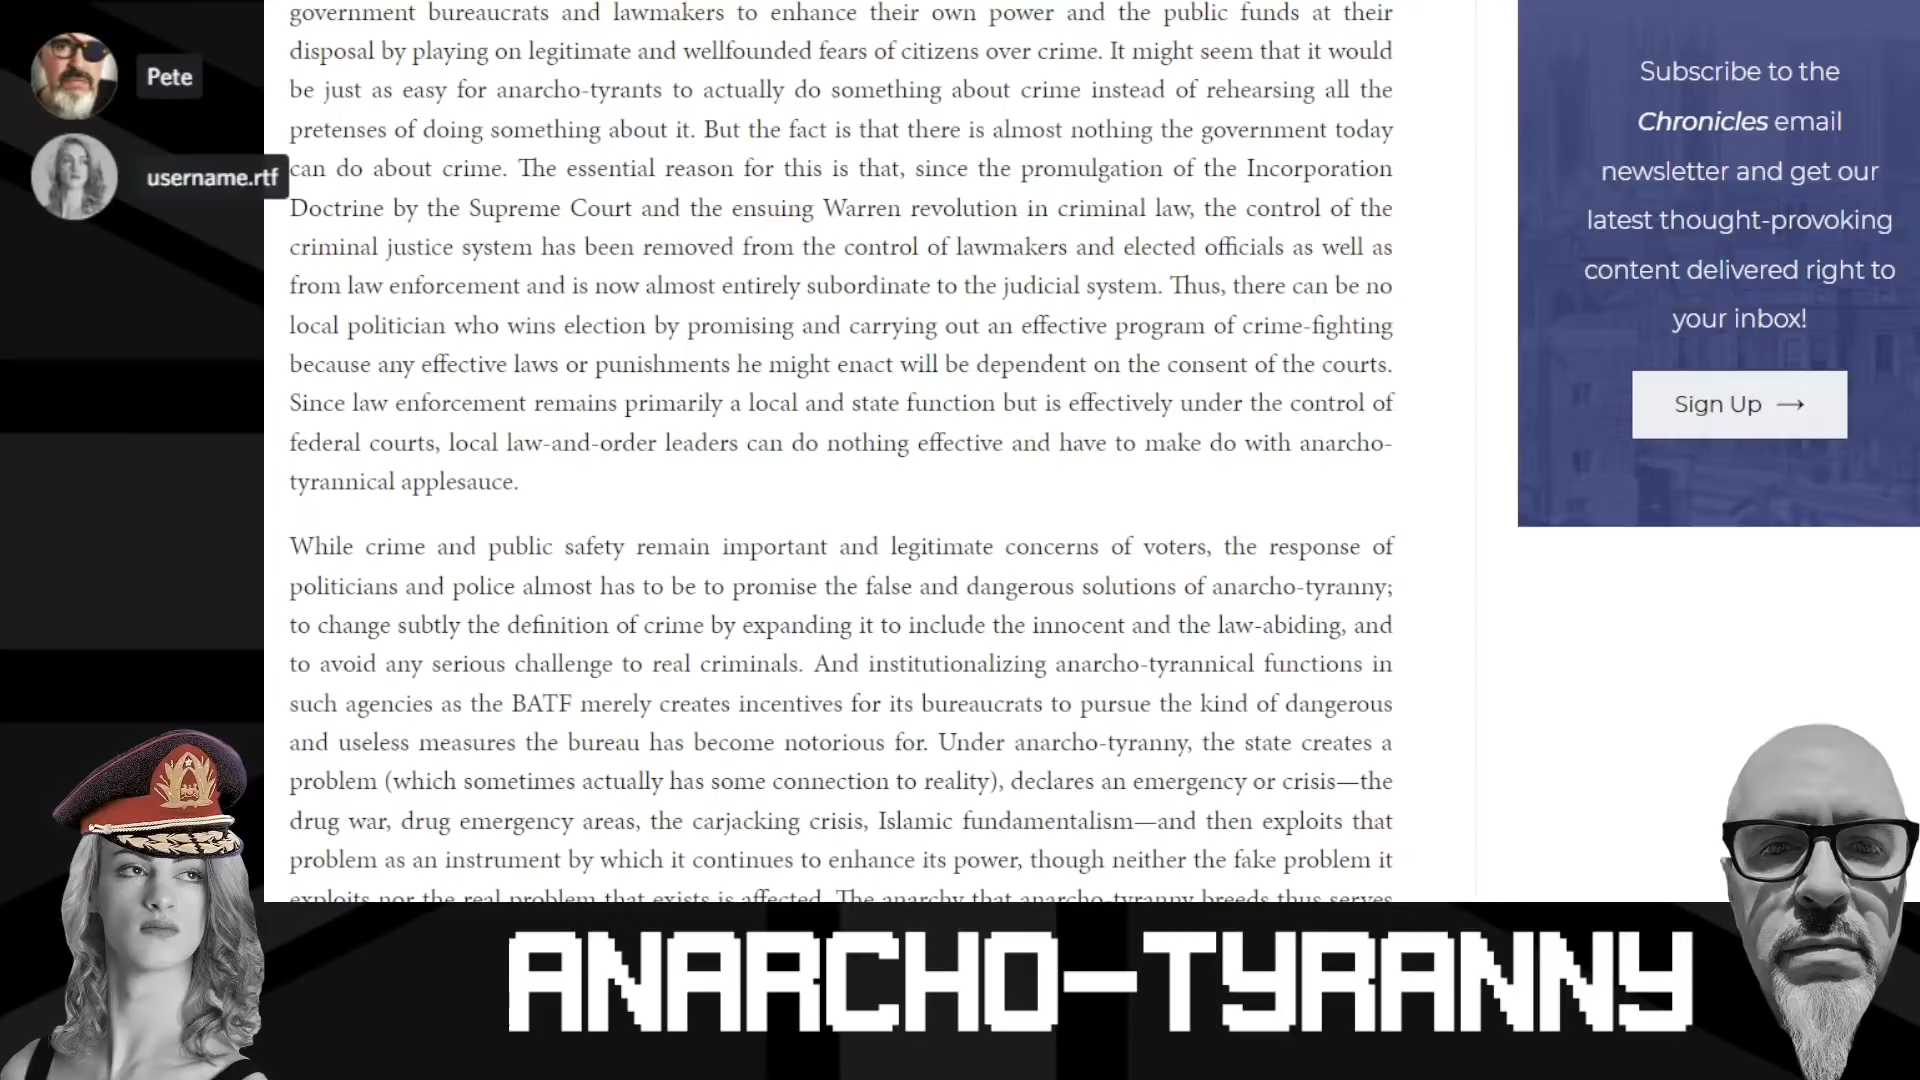 Pete
username.rtf
government bureaucrats and lawmakers to enhance their own power and the public funds at their
disposal by playing on legitimate and wellfounded fears of citizens over crime. It might seem that it would
be just as easy for anarcho-tyrants to actually do something about crime instead of rehearsing all the
pretenses of doing something about it. But the fact is that there is almost nothing the government today
can do about crime. The essential reason for this is that, since the promulgation of the Incorporation
Doctrine by the Supreme Court and the ensuing Warren revolution in criminal law, the control of the
criminal justice system has been removed from the control of lawmakers and elected officials as well as
from law enforcement and is now almost entirely subordinate to the judicial system. Thus, there can be no
local politician who wins election by promising and carrying out an effective program of crime-fighting
because any effective laws or punishments he might enact will be dependent on the consent of the courts.
Since law enforcement remains primarily a local and state function but is effectively under the control of
federal courts, local law-and-order leaders can do nothing effective and have to make do with anarcho-
tyrannical applesauce.
While crime and public safety remain important and legitimate concerns of voters, the response of
politicians and police almost has to be to promise the false and dangerous solutions of anarcho-tyranny;
to change subtly the definition of crime by expanding it to include the innocent and the law-abiding, and
to avoid any serious challenge to real criminals. And institutionalizing anarcho-tyrannical functions in
such agencies as the BATF merely creates incentives for its bureaucrats to pursue the kind of dangerous
and useless measures the bureau has become notorious for. Under anarcho-tyranny, the state creates a
problem (which sometimes actually has some connection to reality), declares an emergency or crisis—the
drug war, drug emergency areas, the carjacking crisis, Islamic fundamentalism—and then exploits that
problem as an instrument by which it continues to enhance its power, though neither the fake problem it
exploits nor the real problem that exists is affected. The anarchy that anarcho-tyranny breeds thus serves
Subscribe to the
Chronicles email
newsletter and get our
latest thought-provoking
content delivered right to
your inbox!
Sign Up →
ANARCHO-TYRANNY